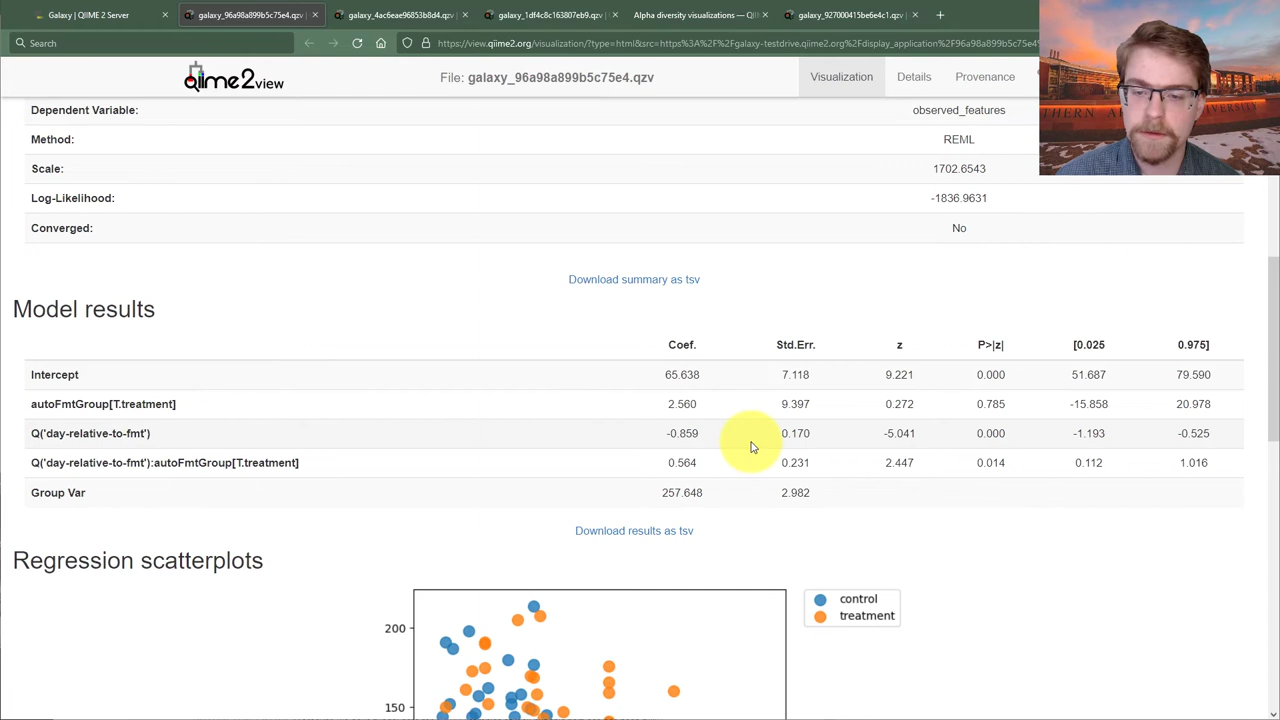 Galaxy | QIIME 2 Server
galaxy_96a98a899b5c75e4.qzv
galaxy_4ac6eae96853b8d4.qzv
galaxy_1df4c8c163807eb9.qzv
Alpha diversity visualizations — QII
galaxy_927000415be6e4c1.qzv
Search
https://view.qiime2.org/visualization/?type=html&src=https%3A%2F%2Fgalaxy-testdrive.qiime2.org%2Fdisplay_application%2F96a98a899b5c75e4
qiime2view
File: galaxy_96a98a899b5c75e4.qzv
Visualization
Details
Provenance
Dependent Variable: observed_features
Method: REML
Scale: 1702.6543
Log-Likelihood: -1836.9631
Converged: No
Download summary as tsv
Model results
Coef. Std.Err. z P>|z| [0.025 0.975]
Intercept 65.638 7.118 9.221 0.000 51.687 79.590
autoFmtGroup[T.treatment] 2.560 9.397 0.272 0.785 -15.858 20.978
Q('day-relative-to-fmt') -0.859 0.170 -5.041 0.000 -1.193 -0.525
Q('day-relative-to-fmt'):autoFmtGroup[T.treatment] 0.564 0.231 2.447 0.014 0.112 1.016
Group Var 257.648 2.982
Download results as tsv
Regression scatterplots
control
treatment
200
150